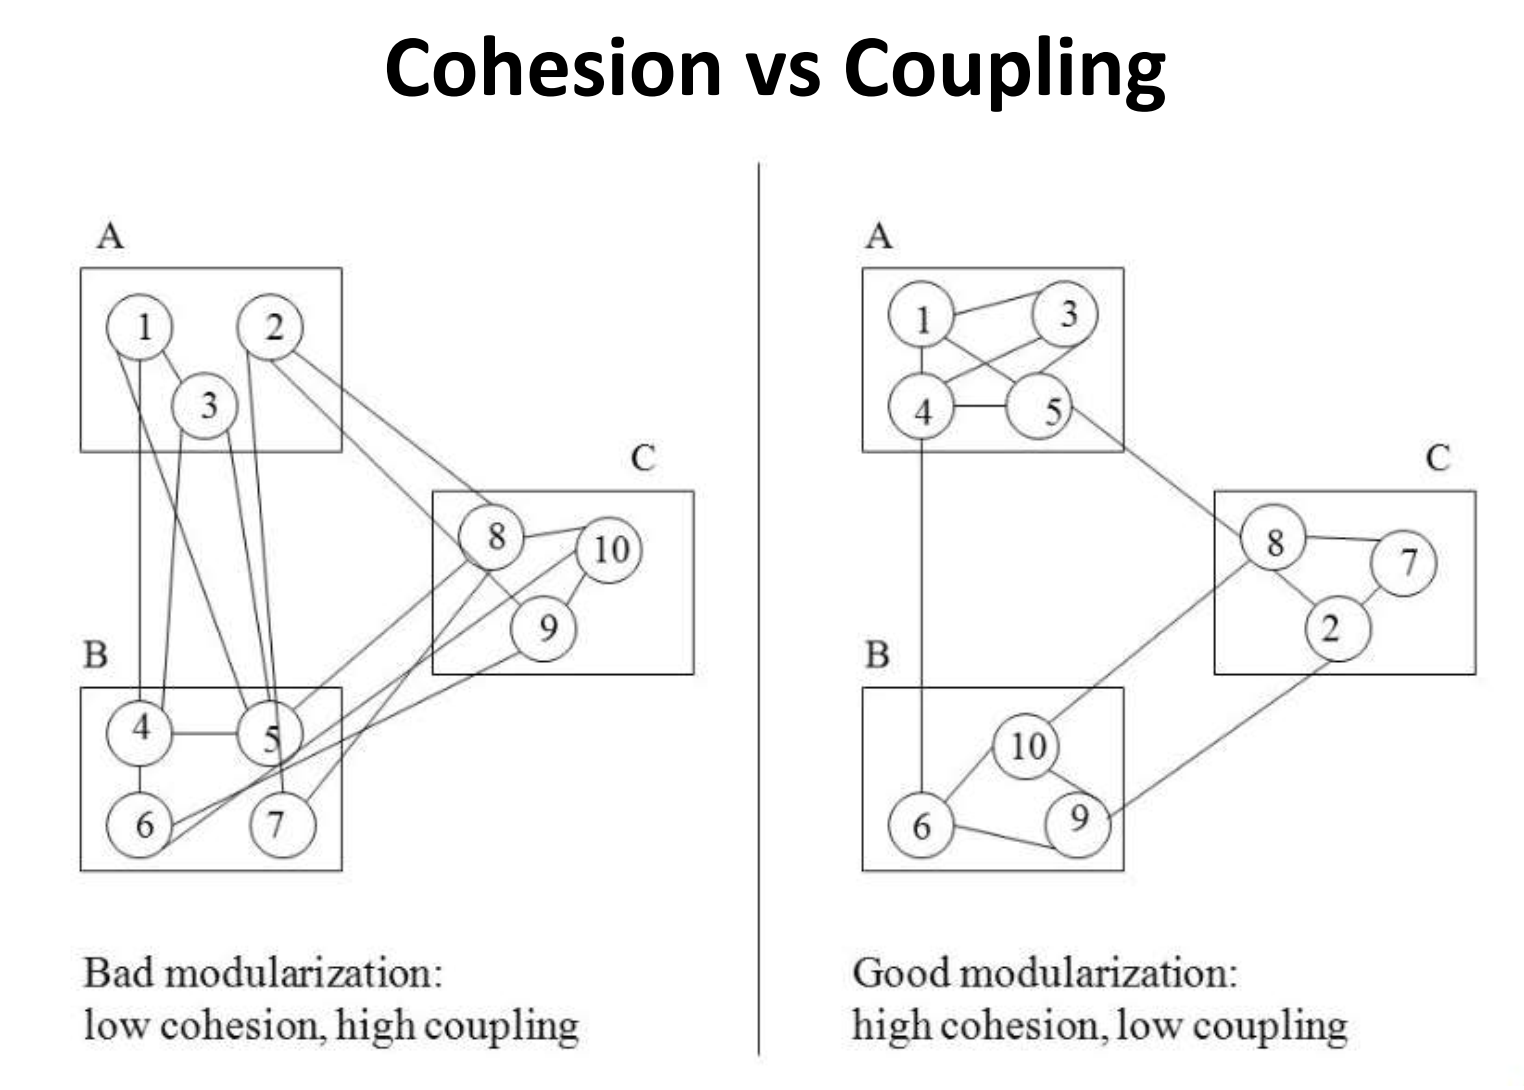 Cohesion vs Coupling
A
1
2
3
C
8
10
9
B
4
5
6
7
Bad modularization:
low cohesion, high coupling
A
1
3
4
5
C
8
7
2
B
10
6
9
Good modularization:
high cohesion, low coupling